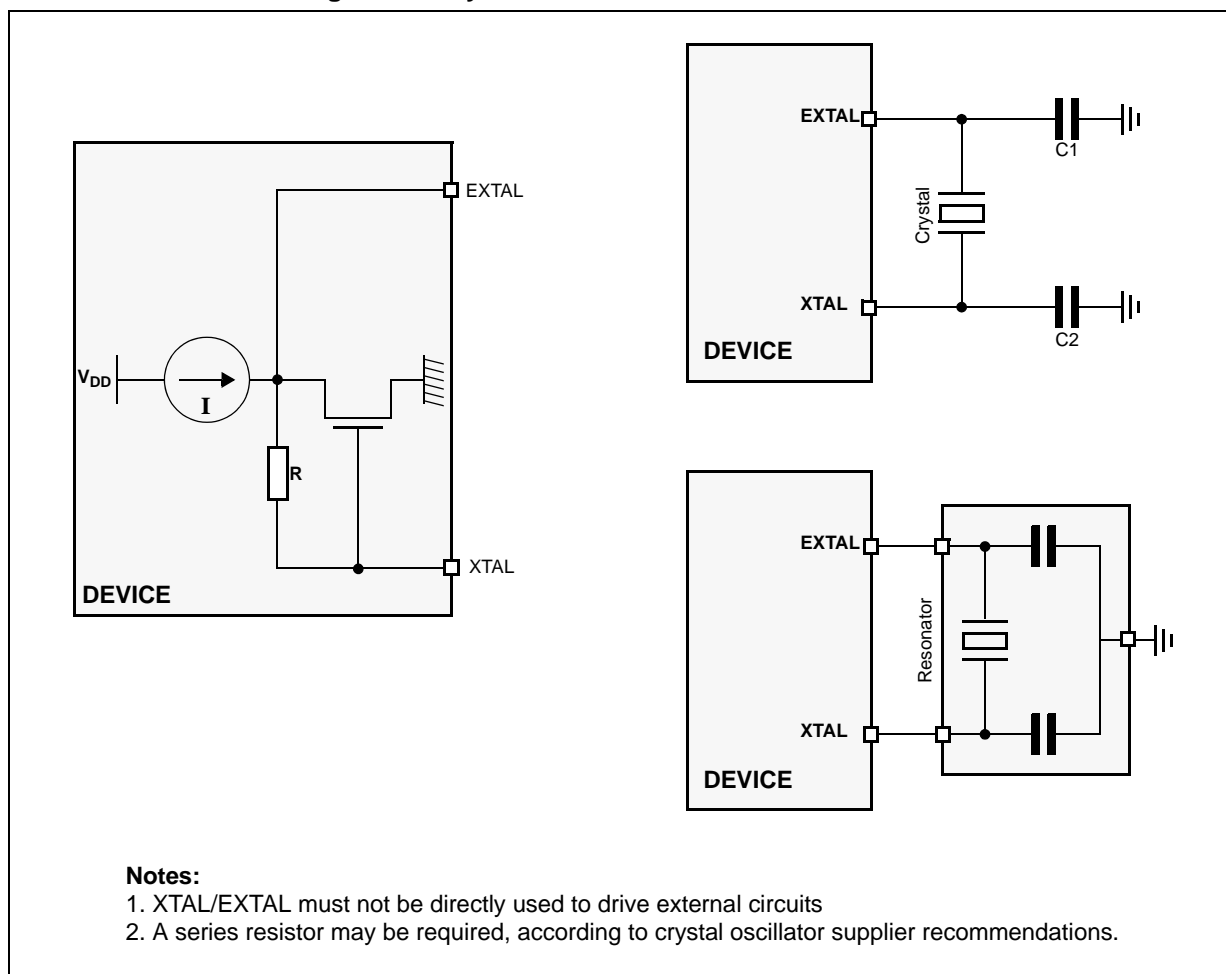 EXTAL
V_DD
I
R
XTAL
DEVICE
EXTAL
C1
Crystal
XTAL
C2
DEVICE
EXTAL
Resonator
XTAL
DEVICE
Notes:
1. XTAL/EXTAL must not be directly used to drive external circuits
2. A series resistor may be required, according to crystal oscillator supplier recommendations.